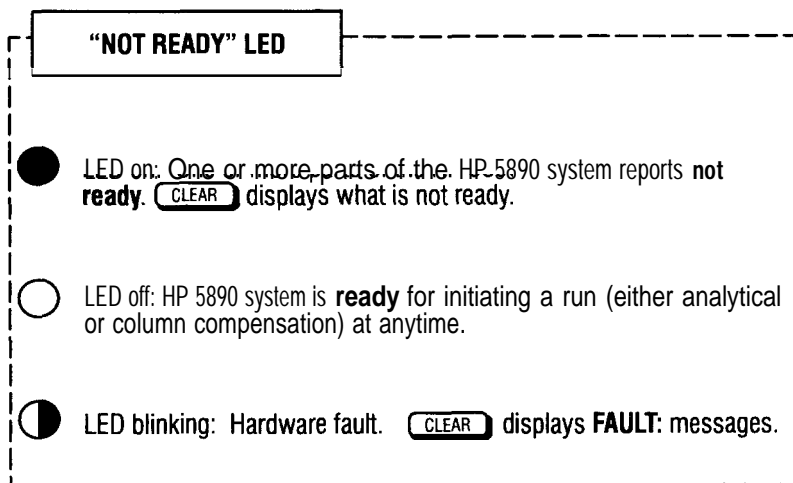 “NOT READY” LED
LED on: One or more parts of the HP 5890 system reports not
ready. CLEAR displays what is not ready.
LED off: HP 5890 system is ready for initiating a run (either analytical
or column compensation) at anytime.
LED blinking: Hardware fault. CLEAR displays FAULT: messages.